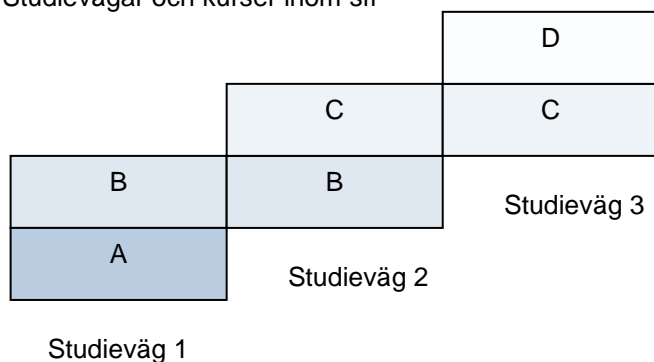 Studievägar och kurser inom sfi
D
C
C
B
B
Studieväg 3
A
Studieväg 2
Studieväg 1